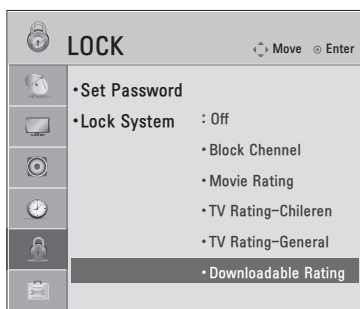 LOCK
Move Enter
• Set Password
• Lock System : Off
• Block Chennel
• Movie Rating
• TV Rating-Chileren
• TV Rating-General
• Downloadable Rating